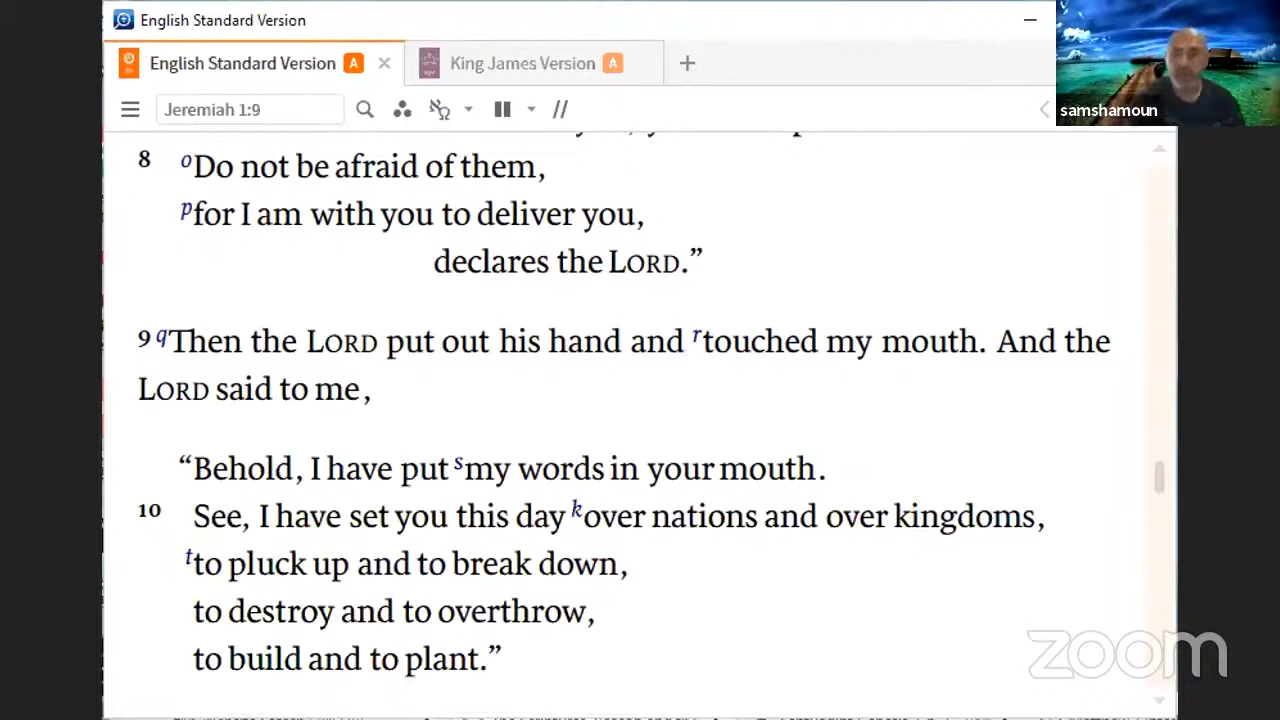 English Standard Version
English Standard Version A
King James Version A
Jeremiah 1:9
samshamoun
8 oDo not be afraid of them,
pfor I am with you to deliver you,
declares the LORD.”
9 qThen the LORD put out his hand and rtouched my mouth. And the
LORD said to me,
“Behold, I have put smy words in your mouth.
10 See, I have set you this day kover nations and over kingdoms,
tto pluck up and to break down,
to destroy and to overthrow,
to build and to plant.”
zoom